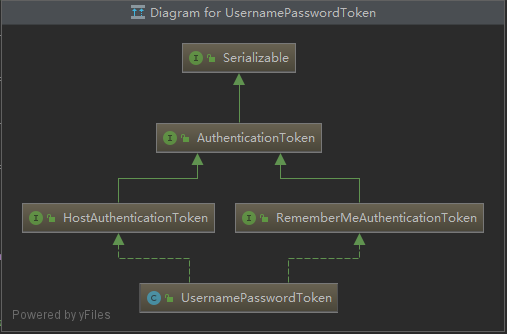 Diagram for UsernamePasswordToken
I Serializable
I AuthenticationToken
I HostAuthenticationToken
I RememberMeAuthenticationToken
C UsernamePasswordToken
Powered by yFiles